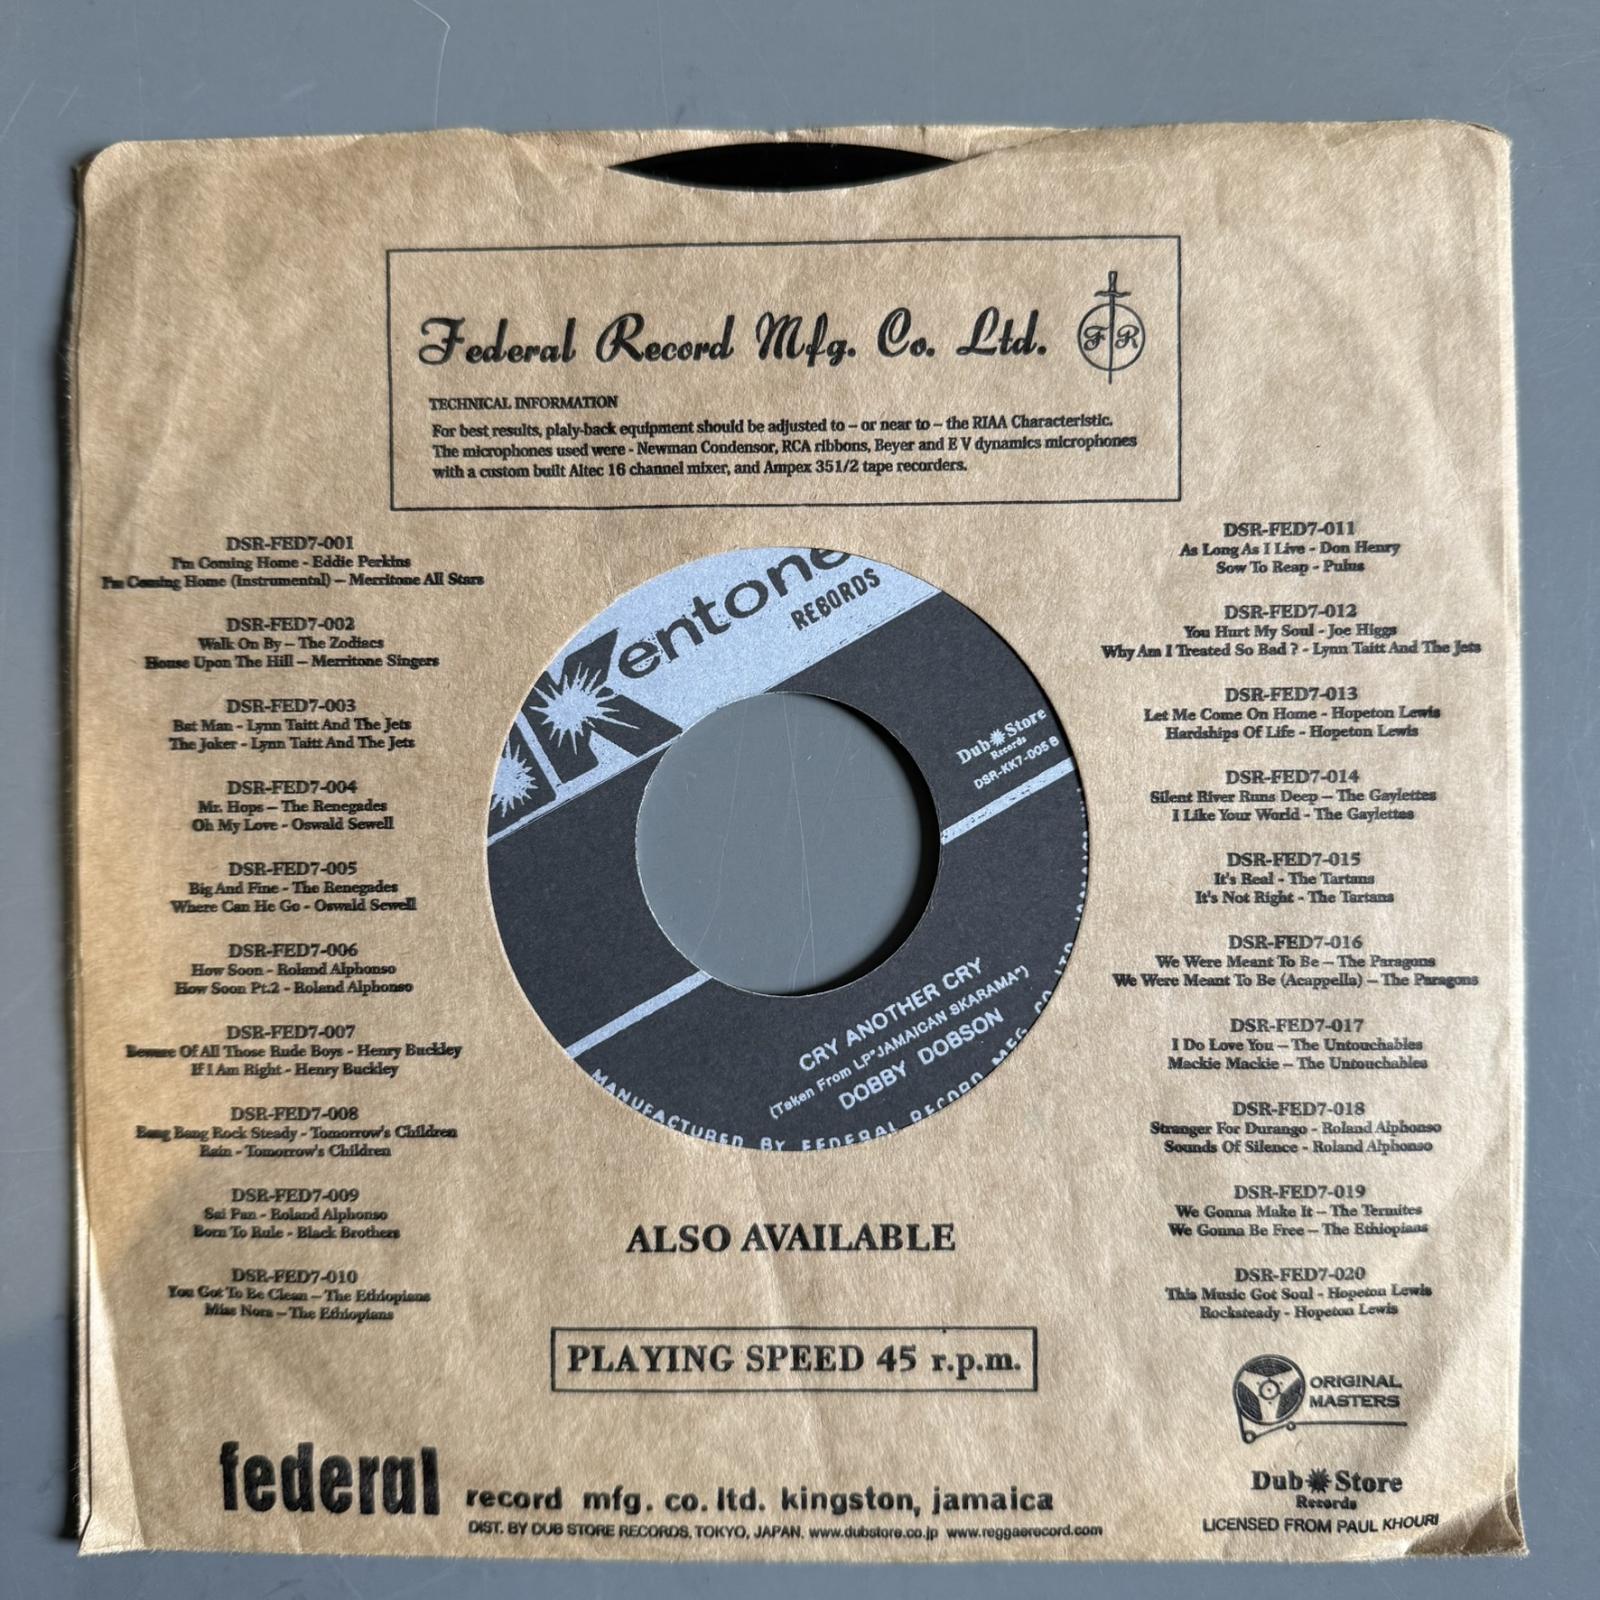 Federal Record Mfg. Co. Ltd.
FR
TECHNICAL INFORMATION
For best results, plaly-back equipment should be adjusted to – or near to – the RIAA Characteristic.
The microphones used were - Newman Condensor, RCA ribbons, Beyer and E V dynamics microphones
with a custom built Altec 16 channel mixer, and Ampex 351/2 tape recorders.
DSR-FED7-001
I'm Coming Home - Eddie Perkins
I'm Coming Home (Instrumental) – Merritone All Stars
DSR-FED7-002
Walk On By – The Zodiacs
House Upon The Hill – Merritone Singers
DSR-FED7-003
Bat Man - Lynn Taitt And The Jets
The Joker - Lynn Taitt And The Jets
DSR-FED7-004
Mr. Hops – The Renegades
Oh My Love - Oswald Sewell
DSR-FED7-005
Big And Fine - The Renegades
Where Can He Go - Oswald Sewell
DSR-FED7-006
How Soon - Roland Alphonso
How Soon Pt.2 - Roland Alphonso
DSR-FED7-007
Beware Of All Those Rude Boys - Henry Buckley
If I Am Right - Henry Buckley
DSR-FED7-008
Bang Bang Rock Steady - Tomorrow's Children
Rain - Tomorrow's Children
DSR-FED7-009
Sai Pan - Roland Alphonso
Born To Rule - Black Brothers
DSR-FED7-010
You Got To Be Clean – The Ethiopians
Miss Nora – The Ethiopians
Kentone
RECORDS
Dub Store
Records
DSR-KK7-005 B
CRY ANOTHER CRY
(Taken From LP"JAMAICAN SKARAMA")
DOBBY DOBSON
MANUFACTURED BY FEDERAL RECORD MFG. CO. LTD
DSR-FED7-011
As Long As I Live - Don Henry
Sow To Reap - Pulus
DSR-FED7-012
You Hurt My Soul - Joe Higgs
Why Am I Treated So Bad ? - Lynn Taitt And The Jets
DSR-FED7-013
Let Me Come On Home - Hopeton Lewis
Hardships Of Life - Hopeton Lewis
DSR-FED7-014
Silent River Runs Deep – The Gaylettes
I Like Your World - The Gaylettes
DSR-FED7-015
It's Real - The Tartans
It's Not Right - The Tartans
DSR-FED7-016
We Were Meant To Be – The Paragons
We Were Meant To Be (Acappella) – The Paragons
DSR-FED7-017
I Do Love You – The Untouchables
Mackie Mackie – The Untouchables
DSR-FED7-018
Stranger For Durango - Roland Alphonso
Sounds Of Silence - Roland Alphonso
DSR-FED7-019
We Gonna Make It – The Termites
We Gonna Be Free – The Ethiopians
DSR-FED7-020
This Music Got Soul - Hopeton Lewis
Rocksteady - Hopeton Lewis
ALSO AVAILABLE
PLAYING SPEED 45 r.p.m.
ORIGINAL
MASTERS
federal record mfg. co. ltd. kingston, jamaica
DIST. BY DUB STORE RECORDS, TOKYO, JAPAN. www.dubstore.co.jp www.reggaerecord.com
Dub Store
Records
LICENSED FROM PAUL KHOURI